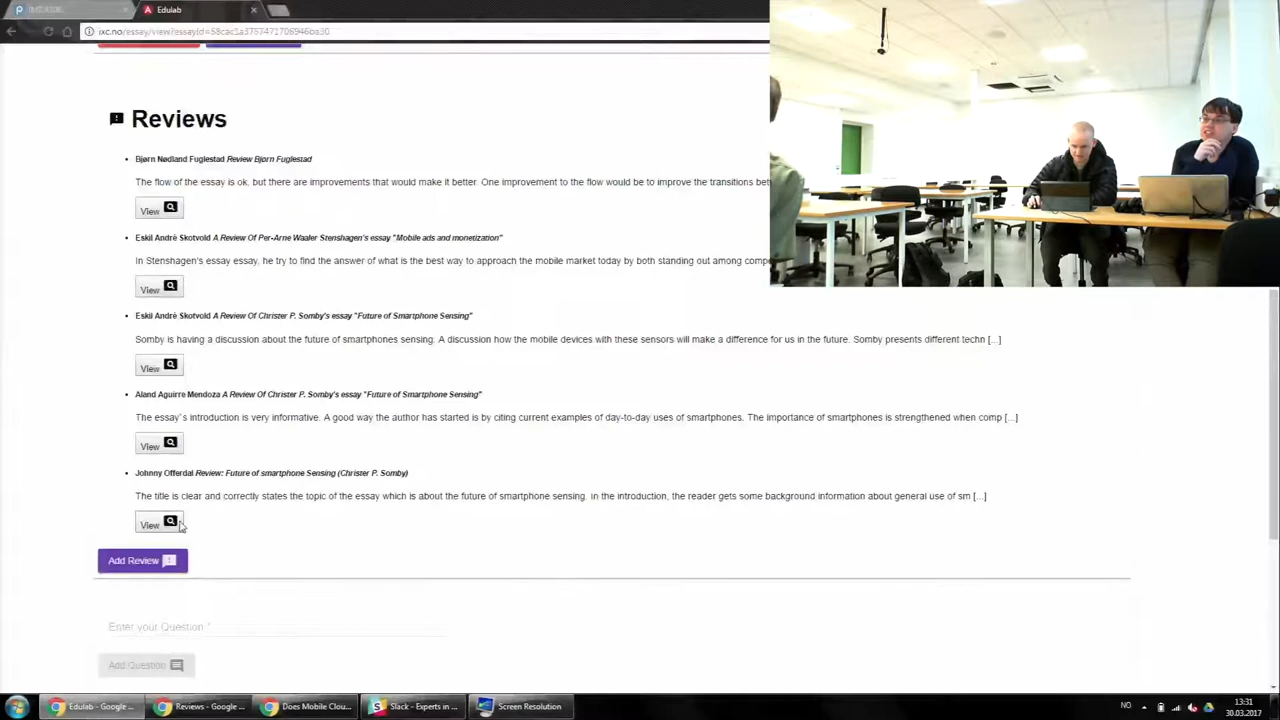 Edulab
ixc.no/essay/view?essayId=58cac1a3757471706946ba30
Reviews
Bjørn Nødland Fuglestad Review Bjørn Fuglestad
The flow of the essay is ok, but there are improvements that would make it better. One improvement to the flow would be to improve the transitions bet
View
Eskil André Skotvold A Review Of Per-Arne Waaler Stenshagen's essay "Mobile ads and monetization"
In Stenshagen's essay essay, he try to find the answer of what is the best way to approach the mobile market today by both standing out among compe
View
Eskil André Skotvold A Review Of Christer P. Somby's essay "Future of Smartphone Sensing"
Somby is having a discussion about the future of smartphones sensing. A discussion how the mobile devices with these sensors will make a difference for us in the future. Somby presents different techn [...]
View
Aland Aguirre Mendoza A Review Of Christer P. Somby's essay "Future of Smartphone Sensing"
The essay's introduction is very informative. A good way the author has started is by citing current examples of day-to-day uses of smartphones. The importance of smartphones is strengthened when comp [...]
View
Johnny Offerdal Review: Future of smartphone Sensing (Christer P. Somby)
The title is clear and correctly states the topic of the essay which is about the future of smartphone sensing. In the introduction, the reader gets some background information about general use of sm [...]
View
Add Review
Enter your Question *
Add Question
Edulab - Google ...
Reviews - Google ...
Does Mobile Clou...
Slack - Experts in ...
Screen Resolution
NO
13:31
30.03.2017